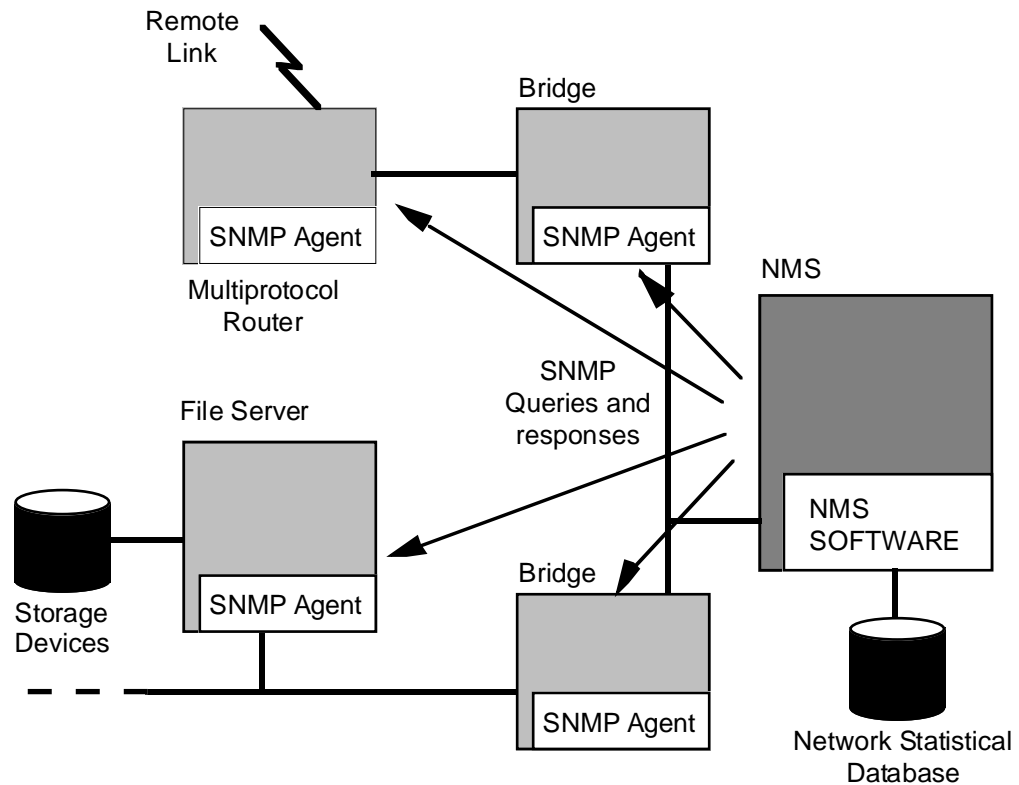 Remote
Link
Bridge
SNMP Agent
SNMP Agent
Multiprotocol
Router
NMS
SNMP
Queries and
responses
File Server
NMS
SOFTWARE
Storage
Devices
SNMP Agent
Bridge
SNMP Agent
Network Statistical
Database